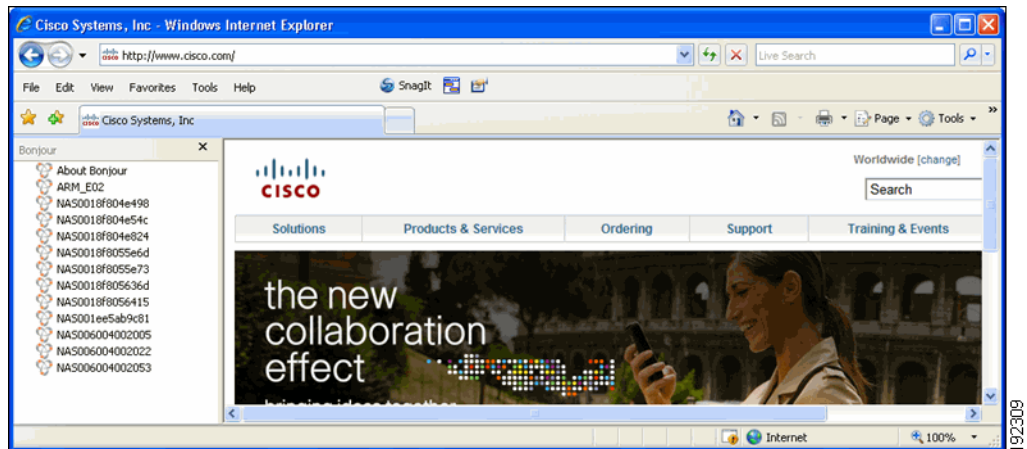 Cisco Systems, Inc - Windows Internet Explorer
http://www.cisco.com/
Live Search
File Edit View Favorites Tools Help
SnagIt
Cisco Systems, Inc
Page
Tools
Bonjour
About Bonjour
ARM_E02
NAS0018f804e498
NAS0018f804e54c
NAS0018f804e824
NAS0018f8055e6d
NAS0018f8055e73
NAS0018f805636d
NAS0018f8056415
NAS001ee5ab9c81
NAS006004002005
NAS006004002022
NAS006004002053
CISCO
Worldwide [change]
Search
Solutions Products & Services Ordering Support Training & Events
the new
collaboration
effect
bringing ideas together
Internet
100%
192309